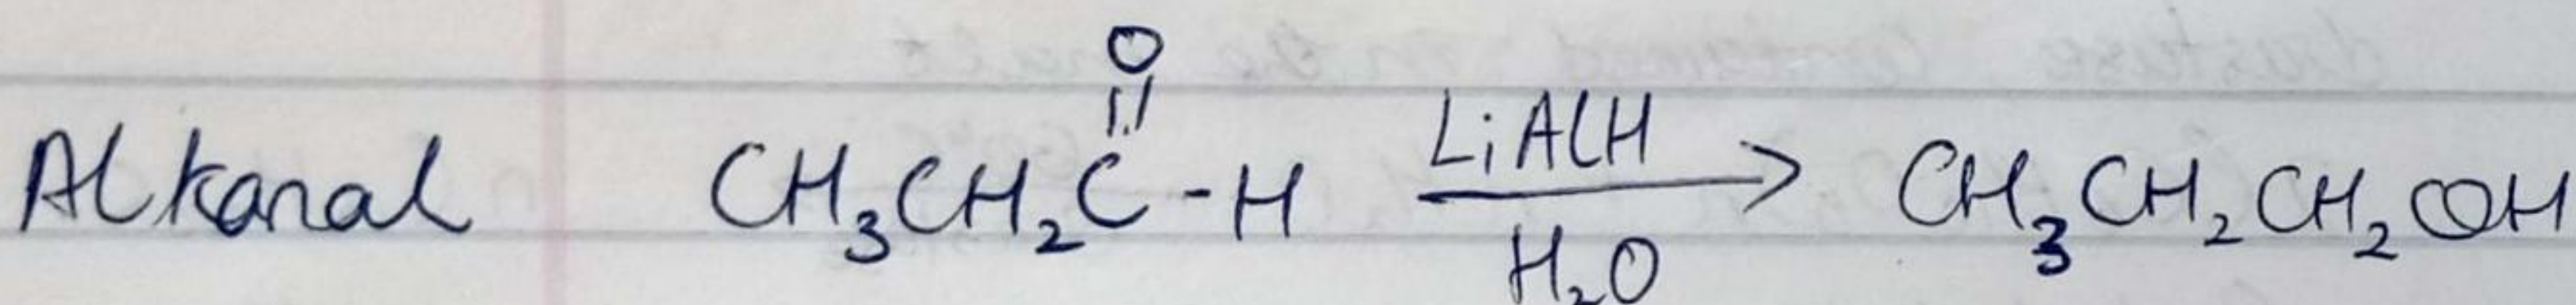 O
||
Alkanal CH₃CH₂C-H LiAlH → CH₃CH₂CH₂OH
H₂O